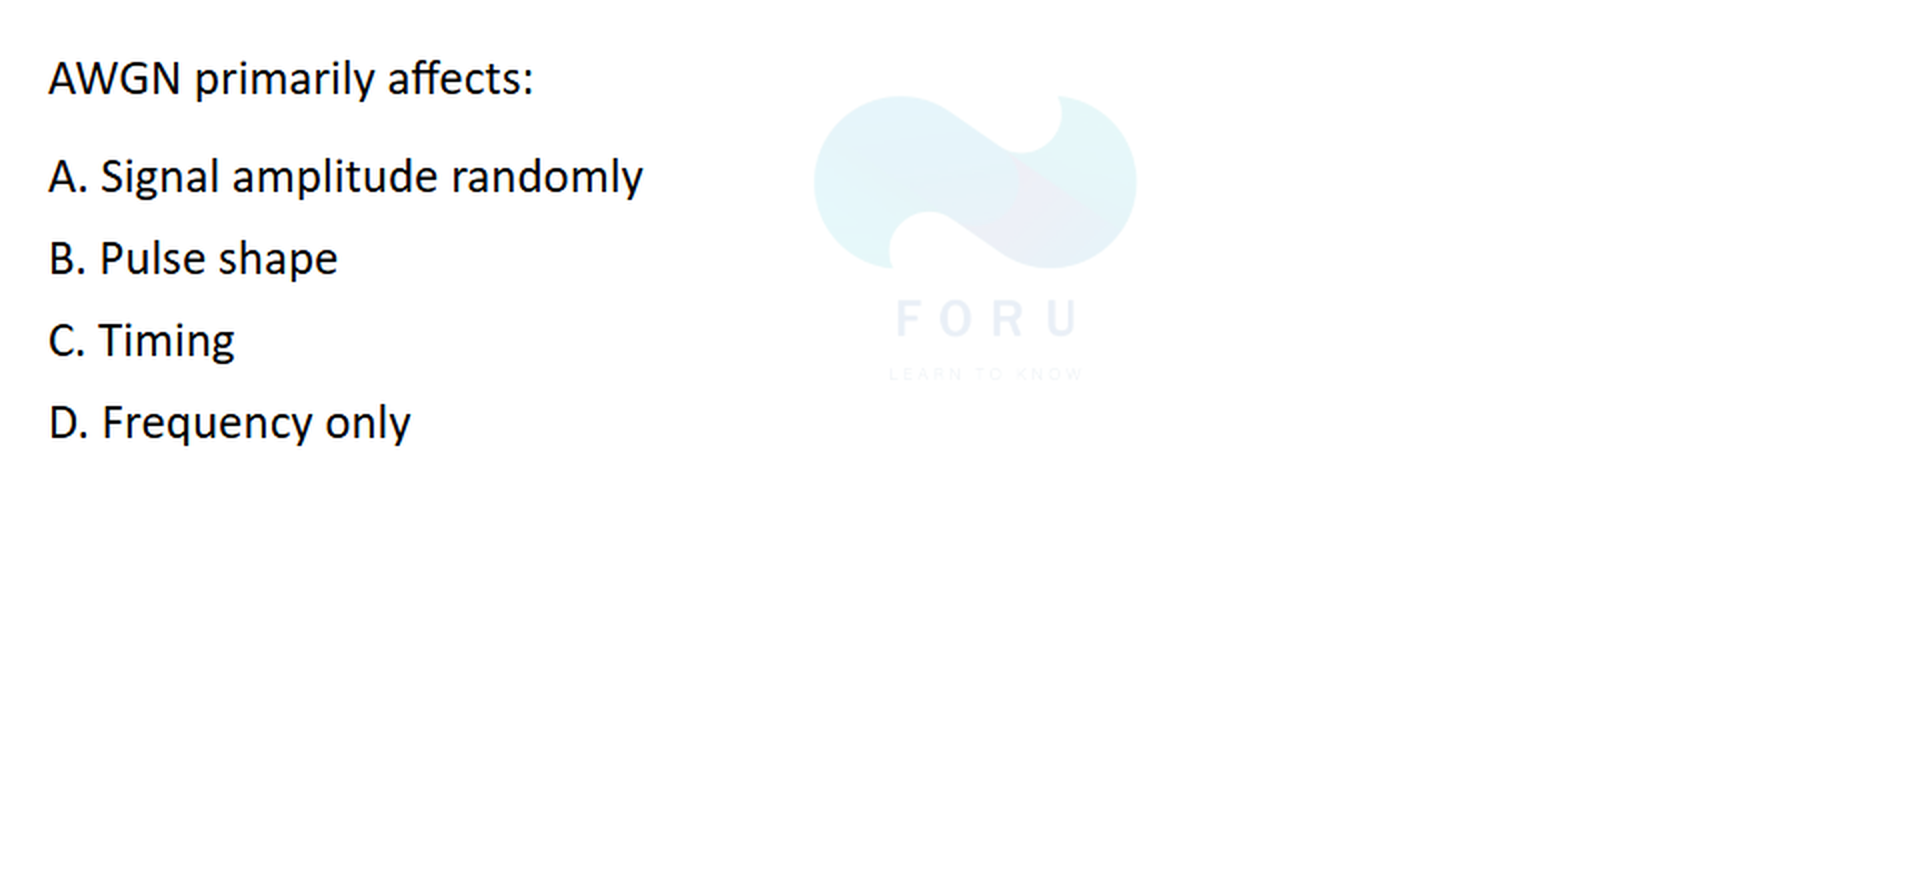 AWGN primarily affects:
A. Signal amplitude randomly
B. Pulse shape
C. Timing
D. Frequency only
FORU
LEARN TO KNOW